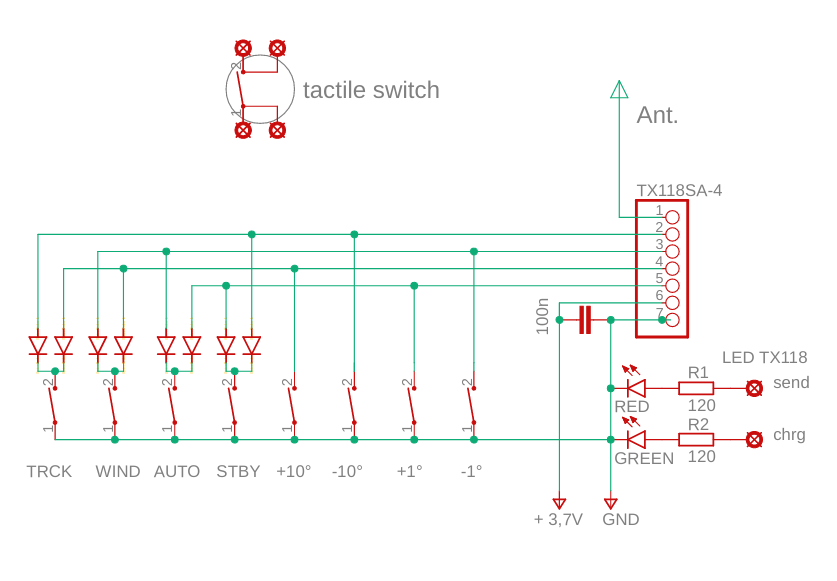 2
1
tactile switch
Ant.
TX118SA-4
1
2
3
4
5
6
7
100n
LED TX118
R1
send
RED
120
R2
chrg
GREEN
120
2 2 2 2 2 2 2 2
1 1 1 1 1 1 1 1
TRCK WIND AUTO STBY +10° -10° +1° -1°
+ 3,7V GND